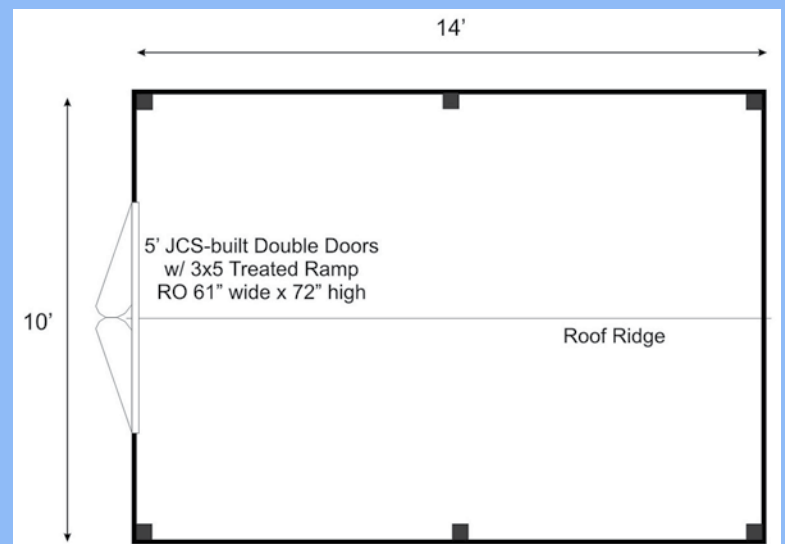 14’
5’ JCS-built Double Doors
w/ 3x5 Treated Ramp
RO 61” wide x 72” high
10’
Roof Ridge